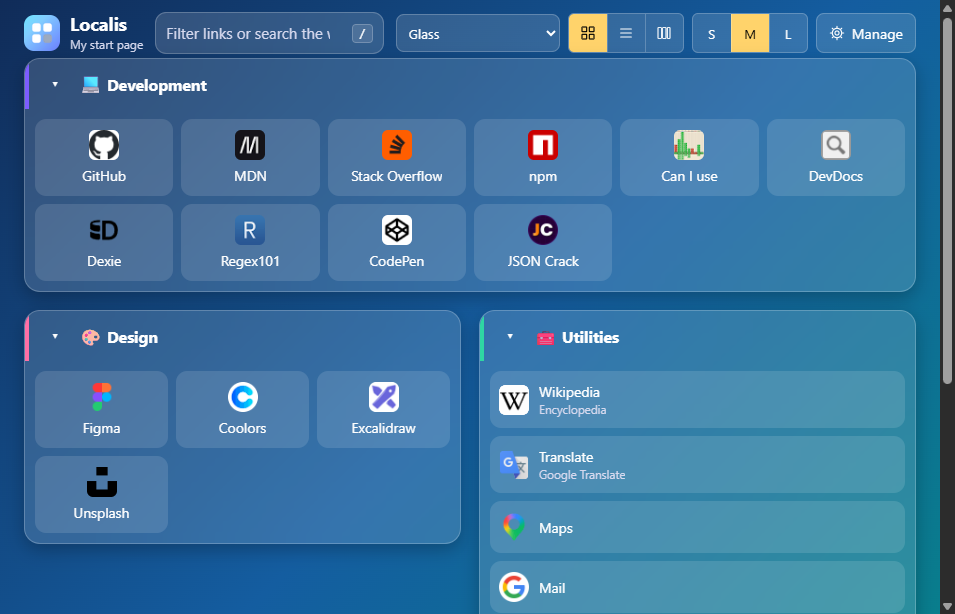 Localis
My start page
Filter links or search the
/
Glass
S
M
L
Manage
Development
GitHub
MDN
Stack Overflow
npm
Can I use
DevDocs
Dexie
Regex101
CodePen
JSON Crack
Design
Figma
Coolors
Excalidraw
Unsplash
Utilities
Wikipedia
Encyclopedia
Translate
Google Translate
Maps
Mail